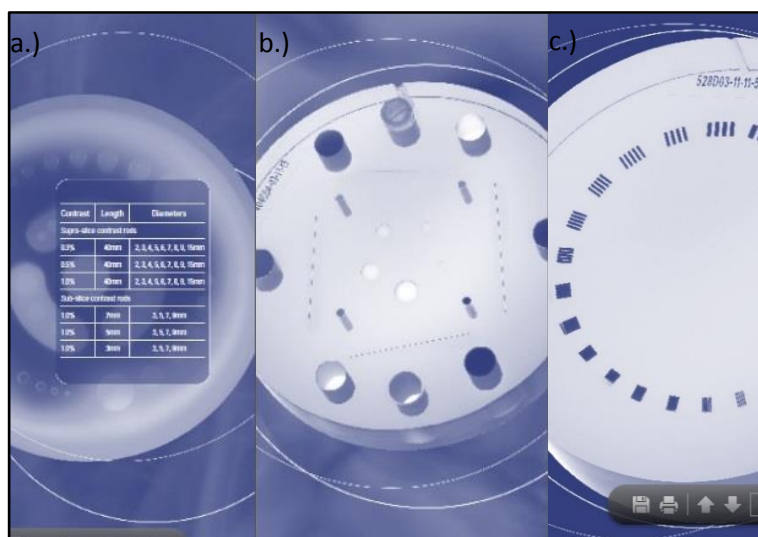 a.)
b.)
c.)
528D03-11-11-5
Contrast Length Diameters
Supra-slice contrast rods
0.3% 40mm 2, 3, 4, 5, 6, 7, 8, 9, 15mm
0.5% 40mm 2, 3, 4, 5, 6, 7, 8, 9, 15mm
1.0% 40mm 2, 3, 4, 5, 6, 7, 8, 9, 15mm
Sub-slice contrast rods
1.0% 7mm 3, 5, 7, 9mm
1.0% 5mm 3, 5, 7, 9mm
1.0% 3mm 3, 5, 7, 9mm